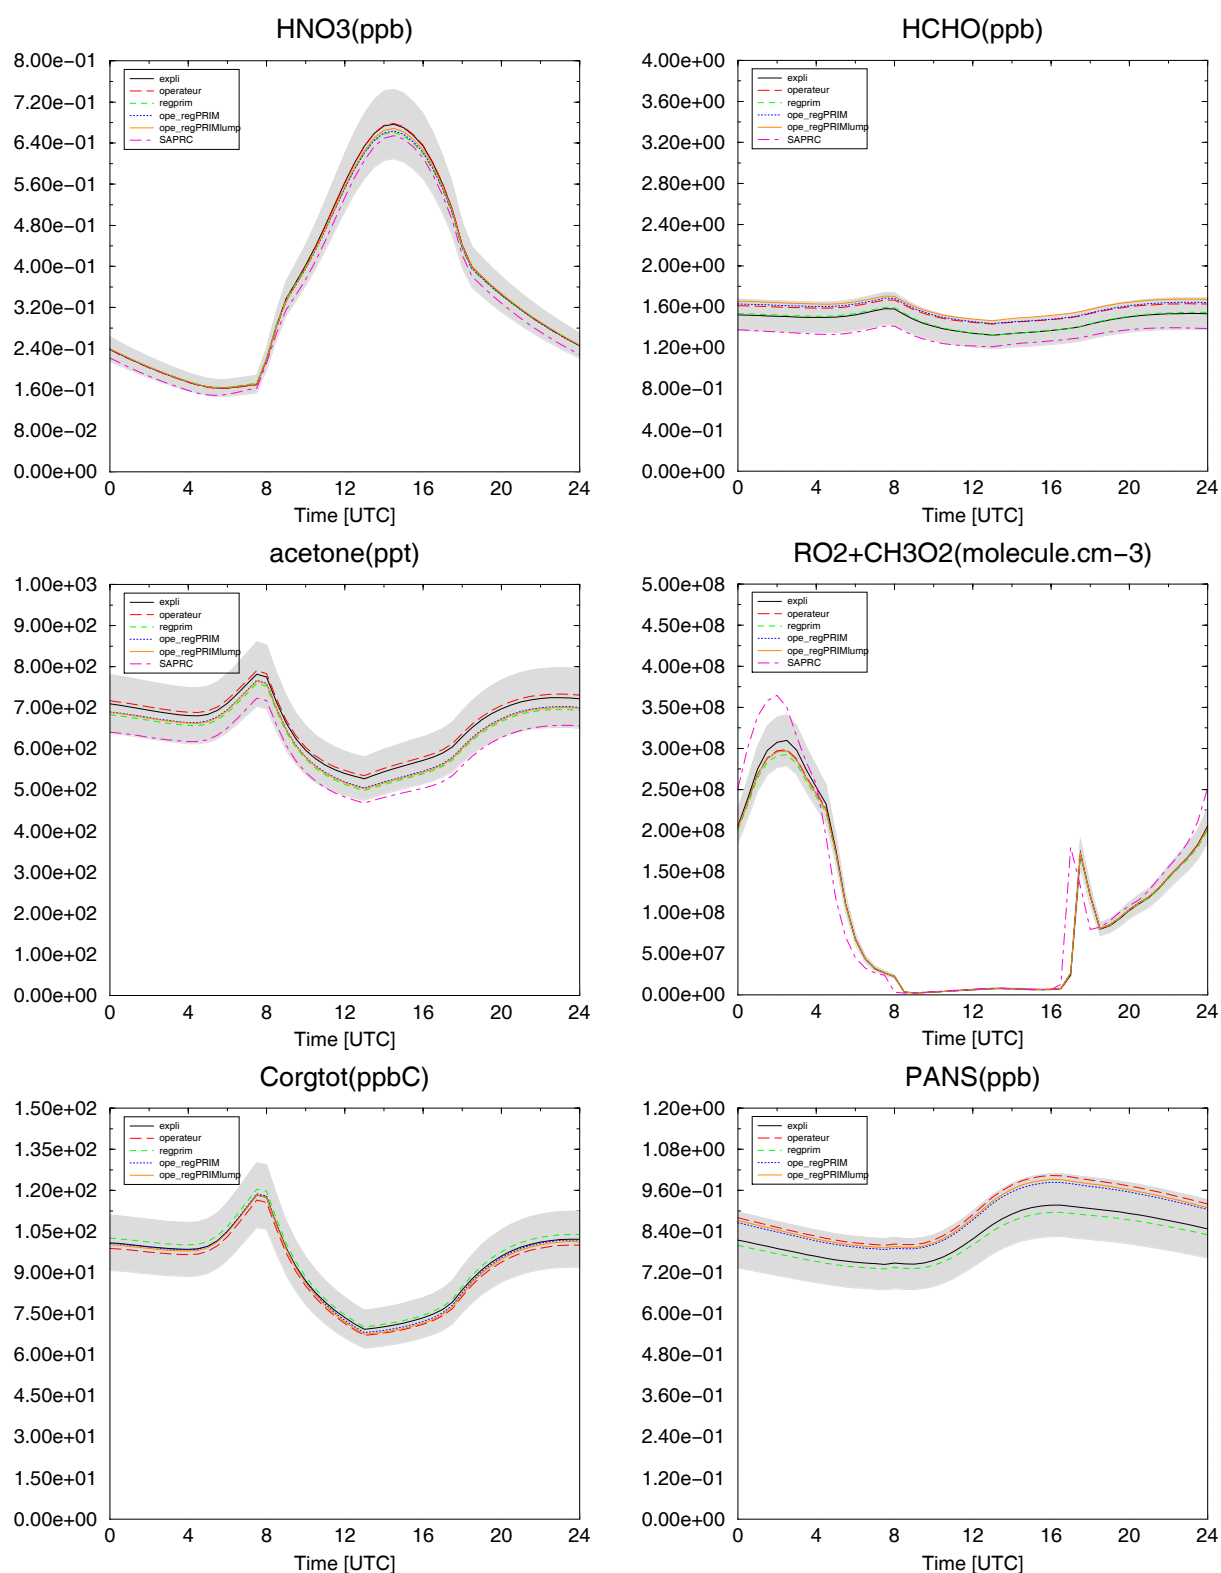 HNO3(ppb)
8.00e−01
7.20e−01
6.40e−01
5.60e−01
4.80e−01
4.00e−01
3.20e−01
2.40e−01
1.60e−01
8.00e−02
0.00e+00
expli
operateur
regprim
ope_regPRIM
ope_regPRIMlump
SAPRC
0 4 8 12 16 20 24
Time [UTC]
HCHO(ppb)
4.00e+00
3.60e+00
3.20e+00
2.80e+00
2.40e+00
2.00e+00
1.60e+00
1.20e+00
8.00e−01
4.00e−01
0.00e+00
expli
operateur
regprim
ope_regPRIM
ope_regPRIMlump
SAPRC
0 4 8 12 16 20 24
Time [UTC]
acetone(ppt)
1.00e+03
9.00e+02
8.00e+02
7.00e+02
6.00e+02
5.00e+02
4.00e+02
3.00e+02
2.00e+02
1.00e+02
0.00e+00
expli
operateur
regprim
ope_regPRIM
ope_regPRIMlump
SAPRC
0 4 8 12 16 20 24
Time [UTC]
RO2+CH3O2(molecule.cm−3)
5.00e+08
4.50e+08
4.00e+08
3.50e+08
3.00e+08
2.50e+08
2.00e+08
1.50e+08
1.00e+08
5.00e+07
0.00e+00
expli
operateur
regprim
ope_regPRIM
ope_regPRIMlump
SAPRC
0 4 8 12 16 20 24
Time [UTC]
Corgtot(ppbC)
1.50e+02
1.35e+02
1.20e+02
1.05e+02
9.00e+01
7.50e+01
6.00e+01
4.50e+01
3.00e+01
1.50e+01
0.00e+00
expli
operateur
regprim
ope_regPRIM
ope_regPRIMlump
0 4 8 12 16 20 24
Time [UTC]
PANS(ppb)
1.20e+00
1.08e+00
9.60e−01
8.40e−01
7.20e−01
6.00e−01
4.80e−01
3.60e−01
2.40e−01
1.20e−01
0.00e+00
expli
operateur
regprim
ope_regPRIM
ope_regPRIMlump
0 4 8 12 16 20 24
Time [UTC]